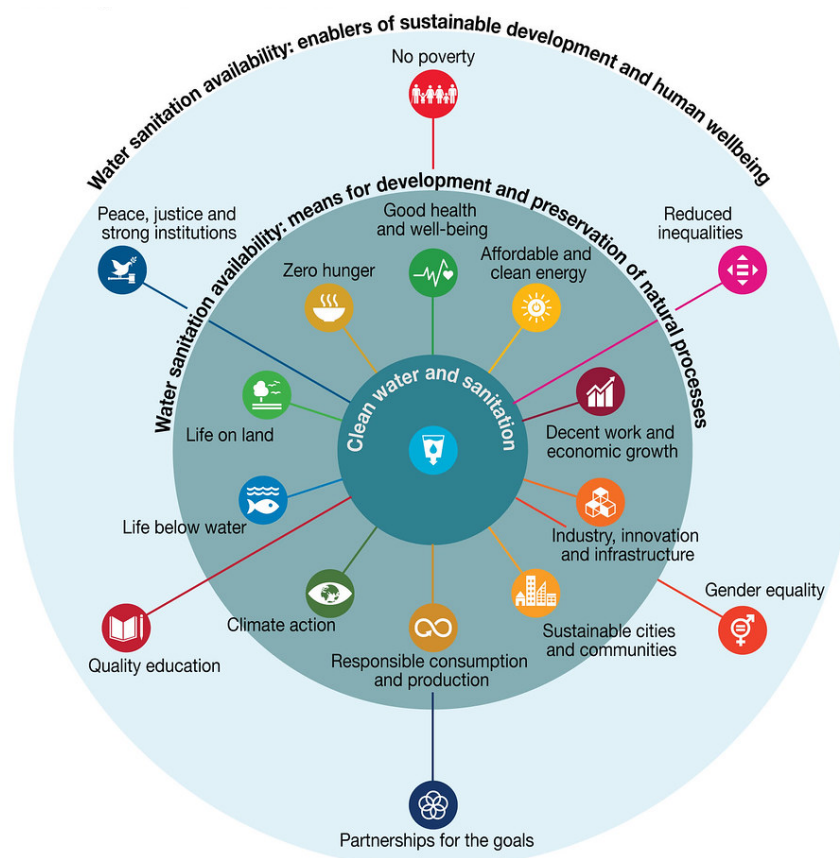 Water sanitation availability: enablers of sustainable development and human wellbeing
No poverty
Water sanitation availability: means for development and preservation of natural processes
Peace, justice and
strong institutions
Good health
and well-being
Reduced
inequalities
Zero hunger
Affordable and
clean energy
Clean water and sanitation
Life on land
Decent work and
economic growth
Life below water
Industry, innovation
and infrastructure
Gender equality
Climate action
Sustainable cities
and communities
Quality education
Responsible consumption
and production
Partnerships for the goals